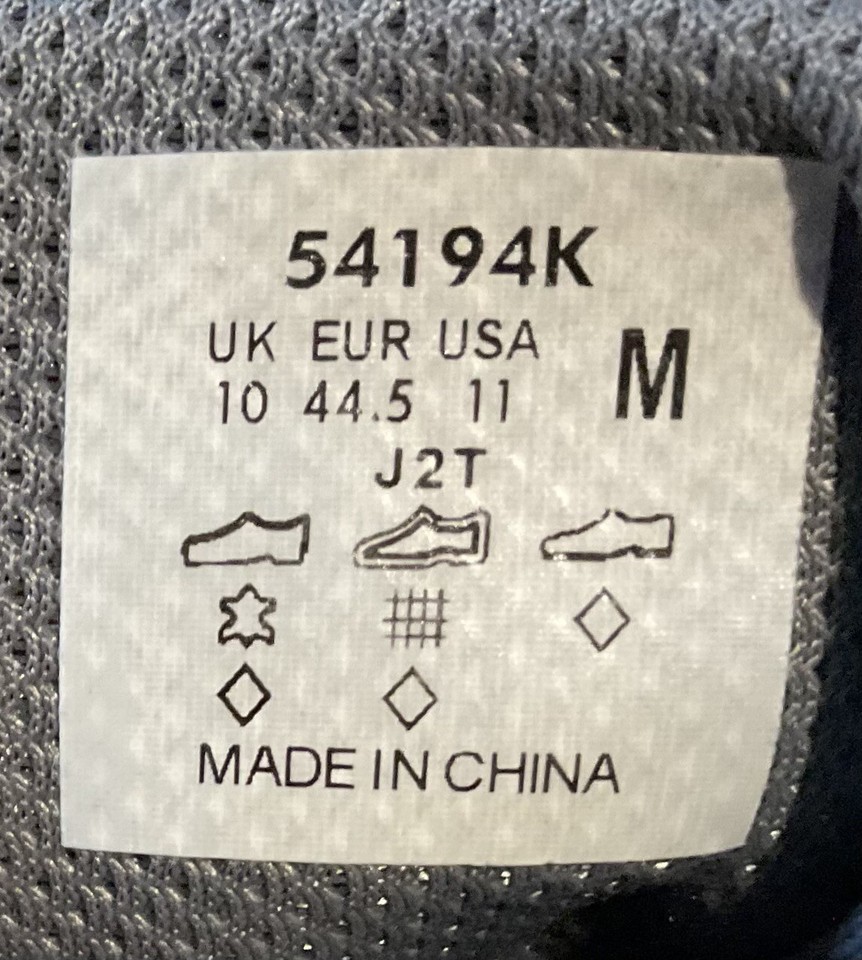 54194K
UK EUR USA M
10 44.5 11
J2T
MADE IN CHINA